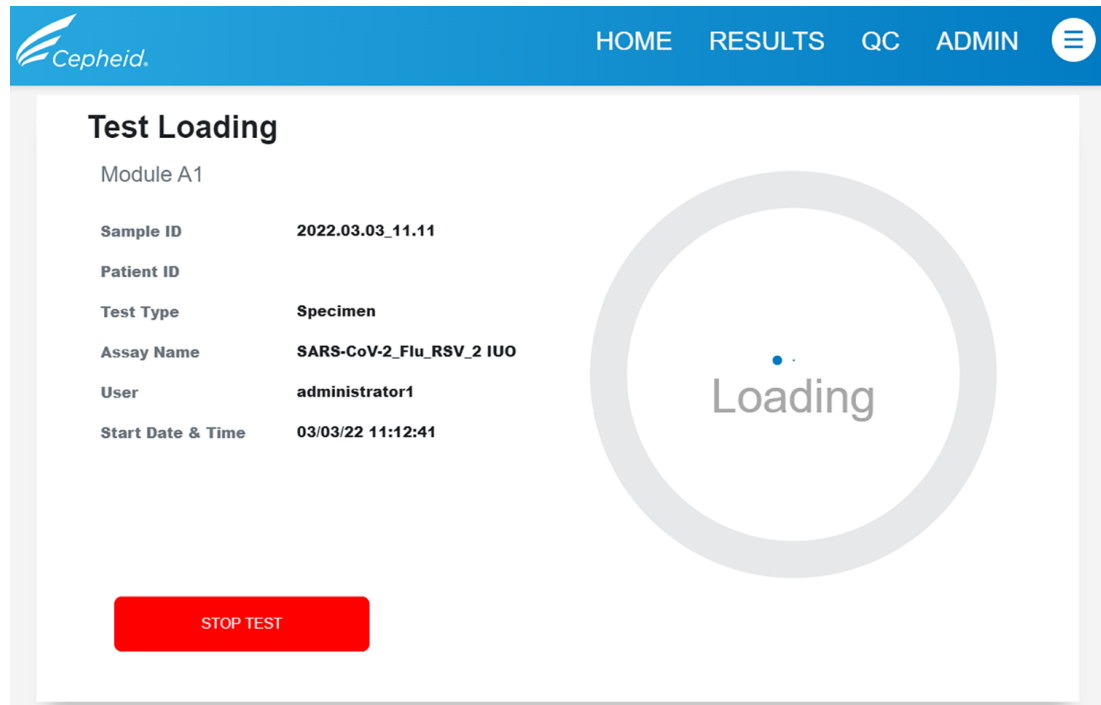 Cepheid.
HOME RESULTS QC ADMIN
Test Loading
Module A1
Sample ID 2022.03.03_11.11
Patient ID
Test Type Specimen
Assay Name SARS-CoV-2_Flu_RSV_2 IUO
User administrator1
Start Date & Time 03/03/22 11:12:41
Loading
STOP TEST